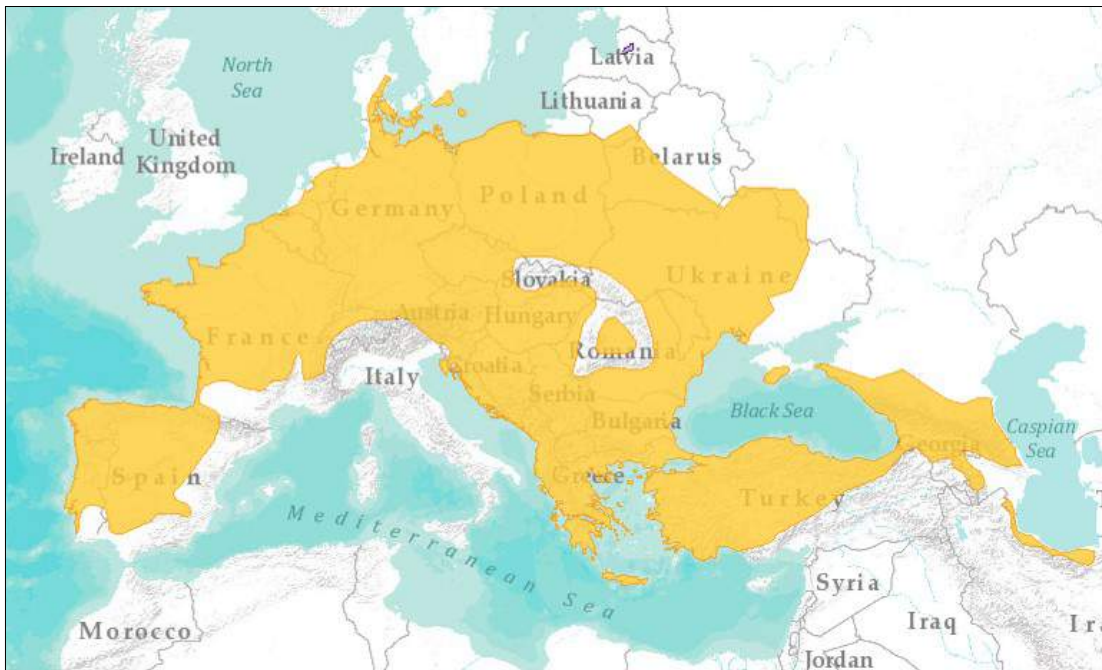 North
Sea
Latvia
Lithuania
Ireland
United
Kingdom
Belarus
Germany
Poland
Slovakia
Ukraine
Austria
Hungary
France
Romania
Croatia
Italy
Serbia
Bulgaria
Black Sea
Caspian
Sea
Georgia
Spain
Greece
Turkey
Mediterranean Sea
Syria
Iraq
Morocco
Jordan